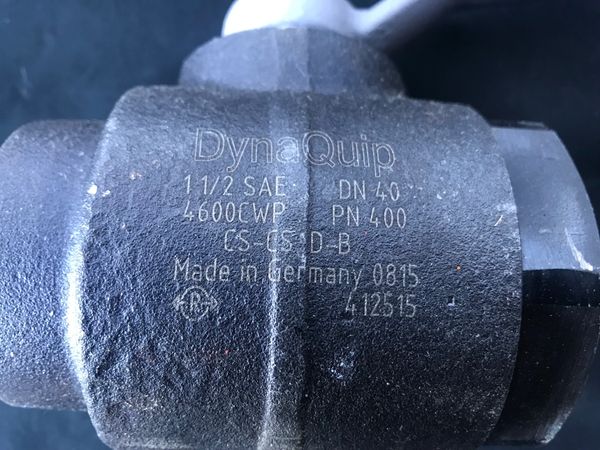 DynaQuip
1 1/2 SAE DN 40
4600CWP PN 400
CS-CS D-B
Made in Germany 0815
R 412515